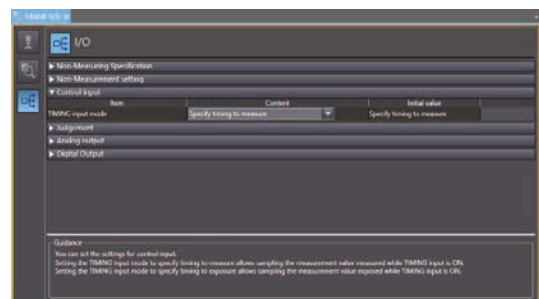 I/O
Non-Measuring Specification
Non-Measurement setting
Control input
Item Content Initial value
TIMING input mode Specify timing to measure Specify timing to measure
Judgement
Analog output
Digital Output
Guidance
You can set the settings for control input.
Setting the TIMING input mode to specify timing to measure allows sampling the measurement value measured while TIMING input is ON.
Setting the TIMING input mode to specify timing to exposure allows sampling the measurement value exposed while TIMING input is ON.